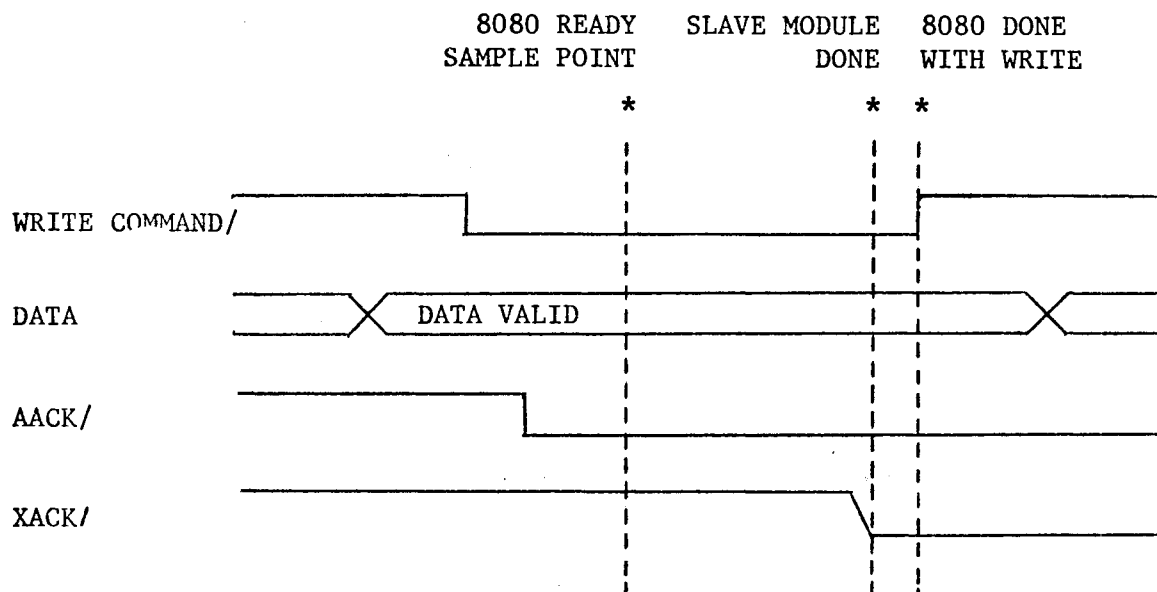 8080 READY SLAVE MODULE 8080 DONE
SAMPLE POINT DONE WITH WRITE
* * *
WRITE COMMAND/
DATA DATA VALID
AACK/
XACK/